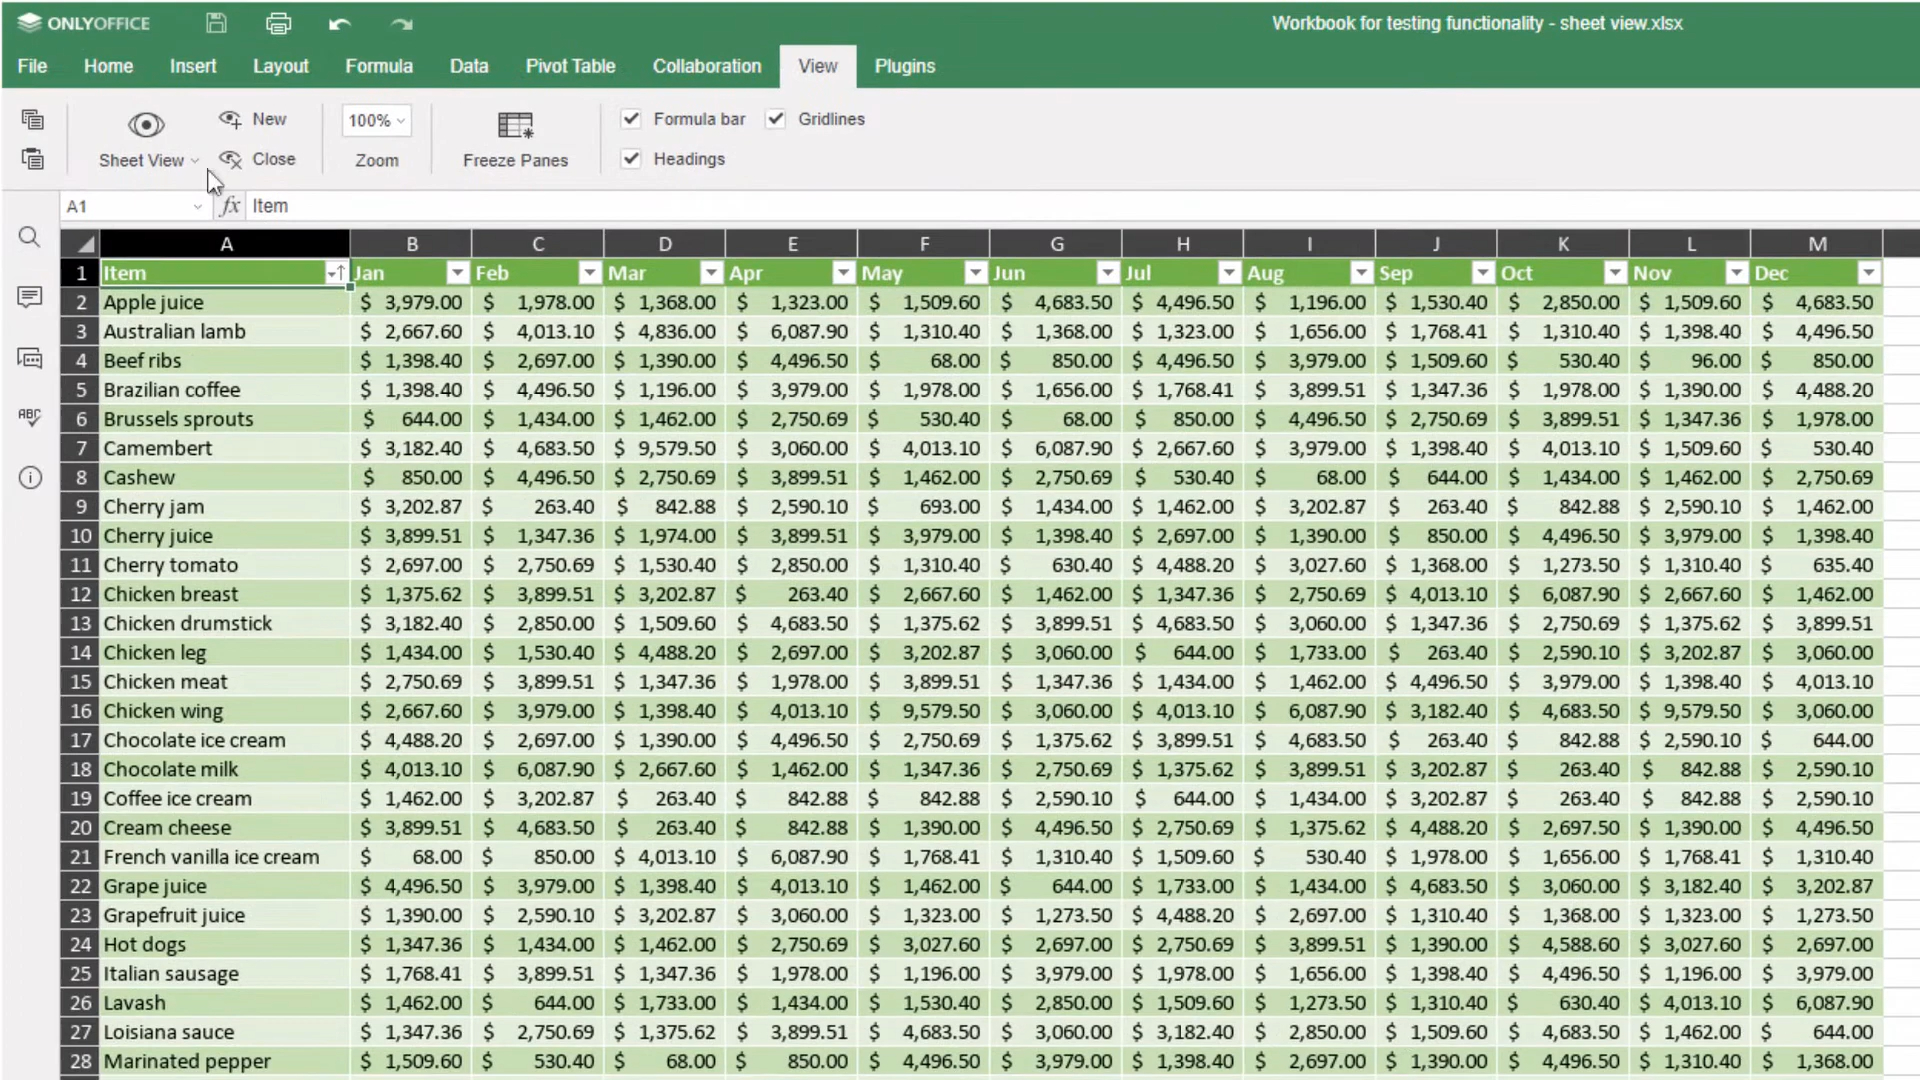 ONLYOFFICE Workbook for testing functionality - sheet view.xlsx
File Home Insert Layout Formula Data Pivot Table Collaboration View Plugins
New 100% Formula bar Gridlines
Sheet View Close Zoom Freeze Panes Headings
A1 fx Item
A B C D E F G H I J K L M
1 Item Jan Feb Mar Apr May Jun Jul Aug Sep Oct Nov Dec
2 Apple juice $ 3,979.00 $ 1,978.00 $ 1,368.00 $ 1,323.00 $ 1,509.60 $ 4,683.50 $ 4,496.50 $ 1,196.00 $ 1,530.40 $ 2,850.00 $ 1,509.60 $ 4,683.50
3 Australian lamb $ 2,667.60 $ 4,013.10 $ 4,836.00 $ 6,087.90 $ 1,310.40 $ 1,368.00 $ 1,323.00 $ 1,656.00 $ 1,768.41 $ 1,310.40 $ 1,398.40 $ 4,496.50
4 Beef ribs $ 1,398.40 $ 2,697.00 $ 1,390.00 $ 4,496.50 $ 68.00 $ 850.00 $ 4,496.50 $ 3,979.00 $ 1,509.60 $ 530.40 $ 96.00 $ 850.00
5 Brazilian coffee $ 1,398.40 $ 4,496.50 $ 1,196.00 $ 3,979.00 $ 1,978.00 $ 1,656.00 $ 1,768.41 $ 3,899.51 $ 1,347.36 $ 1,978.00 $ 1,390.00 $ 4,488.20
ABC 6 Brussels sprouts $ 644.00 $ 1,434.00 $ 1,462.00 $ 2,750.69 $ 530.40 $ 68.00 $ 850.00 $ 4,496.50 $ 2,750.69 $ 3,899.51 $ 1,347.36 $ 1,978.00
7 Camembert $ 3,182.40 $ 4,683.50 $ 9,579.50 $ 3,060.00 $ 4,013.10 $ 6,087.90 $ 2,667.60 $ 3,979.00 $ 1,398.40 $ 4,013.10 $ 1,509.60 $ 530.40
8 Cashew $ 850.00 $ 4,496.50 $ 2,750.69 $ 3,899.51 $ 1,462.00 $ 2,750.69 $ 530.40 $ 68.00 $ 644.00 $ 1,434.00 $ 1,462.00 $ 2,750.69
9 Cherry jam $ 3,202.87 $ 263.40 $ 842.88 $ 2,590.10 $ 693.00 $ 1,434.00 $ 1,462.00 $ 3,202.87 $ 263.40 $ 842.88 $ 2,590.10 $ 1,462.00
10 Cherry juice $ 3,899.51 $ 1,347.36 $ 1,974.00 $ 3,899.51 $ 3,979.00 $ 1,398.40 $ 2,697.00 $ 1,390.00 $ 850.00 $ 4,496.50 $ 3,979.00 $ 1,398.40
11 Cherry tomato $ 2,697.00 $ 2,750.69 $ 1,530.40 $ 2,850.00 $ 1,310.40 $ 630.40 $ 4,488.20 $ 3,027.60 $ 1,368.00 $ 1,273.50 $ 1,310.40 $ 635.40
12 Chicken breast $ 1,375.62 $ 3,899.51 $ 3,202.87 $ 263.40 $ 2,667.60 $ 1,462.00 $ 1,347.36 $ 2,750.69 $ 4,013.10 $ 6,087.90 $ 2,667.60 $ 1,462.00
13 Chicken drumstick $ 3,182.40 $ 2,850.00 $ 1,509.60 $ 4,683.50 $ 1,375.62 $ 3,899.51 $ 4,683.50 $ 3,060.00 $ 1,347.36 $ 2,750.69 $ 1,375.62 $ 3,899.51
14 Chicken leg $ 1,434.00 $ 1,530.40 $ 4,488.20 $ 2,697.00 $ 3,202.87 $ 3,060.00 $ 644.00 $ 1,733.00 $ 263.40 $ 2,590.10 $ 3,202.87 $ 3,060.00
15 Chicken meat $ 2,750.69 $ 3,899.51 $ 1,347.36 $ 1,978.00 $ 3,899.51 $ 1,347.36 $ 1,434.00 $ 1,462.00 $ 4,496.50 $ 3,979.00 $ 1,398.40 $ 4,013.10
16 Chicken wing $ 2,667.60 $ 3,979.00 $ 1,398.40 $ 4,013.10 $ 9,579.50 $ 3,060.00 $ 4,013.10 $ 6,087.90 $ 3,182.40 $ 4,683.50 $ 9,579.50 $ 3,060.00
17 Chocolate ice cream $ 4,488.20 $ 2,697.00 $ 1,390.00 $ 4,496.50 $ 2,750.69 $ 1,375.62 $ 3,899.51 $ 4,683.50 $ 263.40 $ 842.88 $ 2,590.10 $ 644.00
18 Chocolate milk $ 4,013.10 $ 6,087.90 $ 2,667.60 $ 1,462.00 $ 1,347.36 $ 2,750.69 $ 1,375.62 $ 3,899.51 $ 3,202.87 $ 263.40 $ 842.88 $ 2,590.10
19 Coffee ice cream $ 1,462.00 $ 3,202.87 $ 263.40 $ 842.88 $ 842.88 $ 2,590.10 $ 644.00 $ 1,434.00 $ 3,202.87 $ 263.40 $ 842.88 $ 2,590.10
20 Cream cheese $ 3,899.51 $ 4,683.50 $ 263.40 $ 842.88 $ 1,390.00 $ 4,496.50 $ 2,750.69 $ 1,375.62 $ 4,488.20 $ 2,697.50 $ 1,390.00 $ 4,496.50
21 French vanilla ice cream $ 68.00 $ 850.00 $ 4,013.10 $ 6,087.90 $ 1,768.41 $ 1,310.40 $ 1,509.60 $ 530.40 $ 1,978.00 $ 1,656.00 $ 1,768.41 $ 1,310.40
22 Grape juice $ 4,496.50 $ 3,979.00 $ 1,398.40 $ 4,013.10 $ 1,462.00 $ 644.00 $ 1,733.00 $ 1,434.00 $ 4,683.50 $ 3,060.00 $ 3,182.40 $ 3,202.87
23 Grapefruit juice $ 1,390.00 $ 2,590.10 $ 3,202.87 $ 3,060.00 $ 1,323.00 $ 1,273.50 $ 4,488.20 $ 2,697.00 $ 1,310.40 $ 1,368.00 $ 1,323.00 $ 1,273.50
24 Hot dogs $ 1,347.36 $ 1,434.00 $ 1,462.00 $ 2,750.69 $ 3,027.60 $ 2,697.00 $ 2,750.69 $ 3,899.51 $ 1,390.00 $ 4,588.60 $ 3,027.60 $ 2,697.00
25 Italian sausage $ 1,768.41 $ 3,899.51 $ 1,347.36 $ 1,978.00 $ 1,196.00 $ 3,979.00 $ 1,978.00 $ 1,656.00 $ 1,398.40 $ 4,496.50 $ 1,196.00 $ 3,979.00
26 Lavash $ 1,462.00 $ 644.00 $ 1,733.00 $ 1,434.00 $ 1,530.40 $ 2,850.00 $ 1,509.60 $ 1,273.50 $ 1,310.40 $ 630.40 $ 4,013.10 $ 6,087.90
27 Loisiana sauce $ 1,347.36 $ 2,750.69 $ 1,375.62 $ 3,899.51 $ 4,683.50 $ 3,060.00 $ 3,182.40 $ 2,850.00 $ 1,509.60 $ 4,683.50 $ 1,462.00 $ 644.00
28 Marinated pepper $ 1,509.60 $ 530.40 $ 68.00 $ 850.00 $ 4,496.50 $ 3,979.00 $ 1,398.40 $ 2,697.00 $ 1,390.00 $ 4,496.50 $ 1,310.40 $ 1,368.00